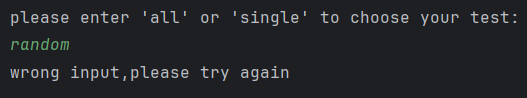 please enter 'all' or 'single' to choose your test:
random
wrong input,please try again